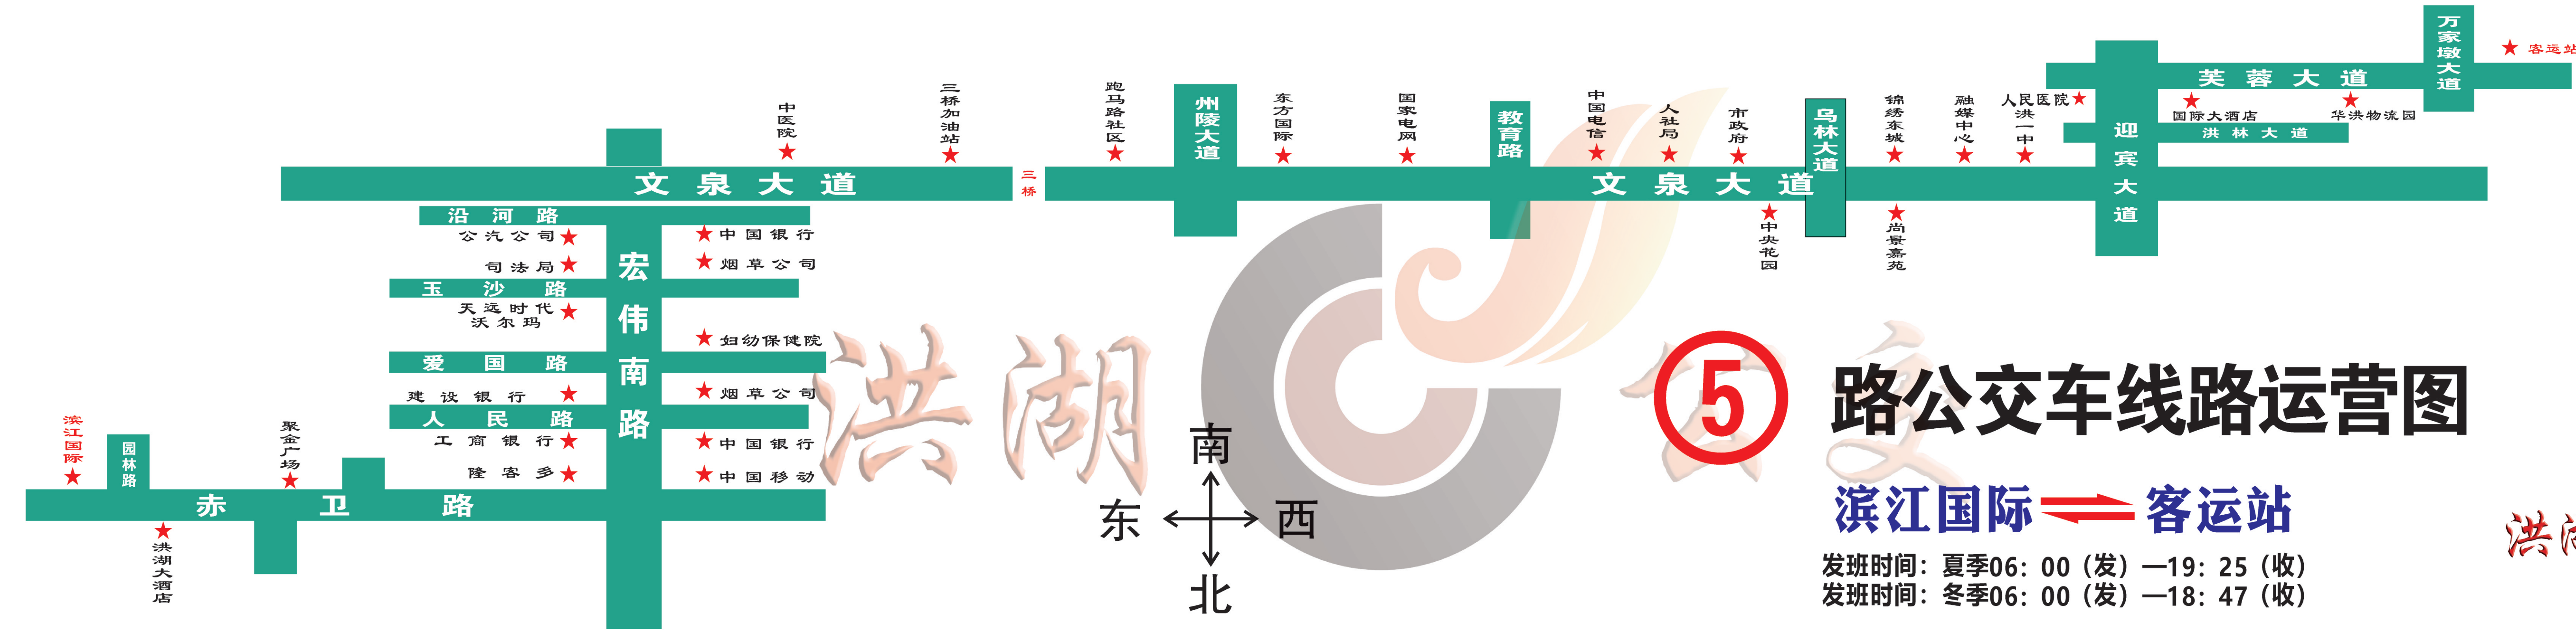 滨江国际
园林路
洪湖大酒店
聚金广场
赤卫路
宏伟南路
文泉大道
沿河路
公汽公司
中国银行
司法局
烟草公司
玉沙路
天远时代
沃尔玛
妇幼保健院
爱国路
建设银行
烟草公司
人民路
工商银行
中国银行
隆客多
中国移动
中医院
三桥加油站
三桥
跑马路社区
州陵大道
东方国际
国家电网
教育路
中国电信
人社局
市政府
文泉大道
中央花园
乌林大道
锦绣东城
尚景嘉苑
融媒中心
洪一中
人民医院
迎宾大道
芙蓉大道
国际大酒店
华洪物流园
洪林大道
万家墩大道
客运站
洪湖公交
南
东
西
北
5路公交车线路运营图
滨江国际
客运站
发班时间：夏季06：00（发）—19：25（收）
发班时间：冬季06：00（发）—18：47（收）
洪